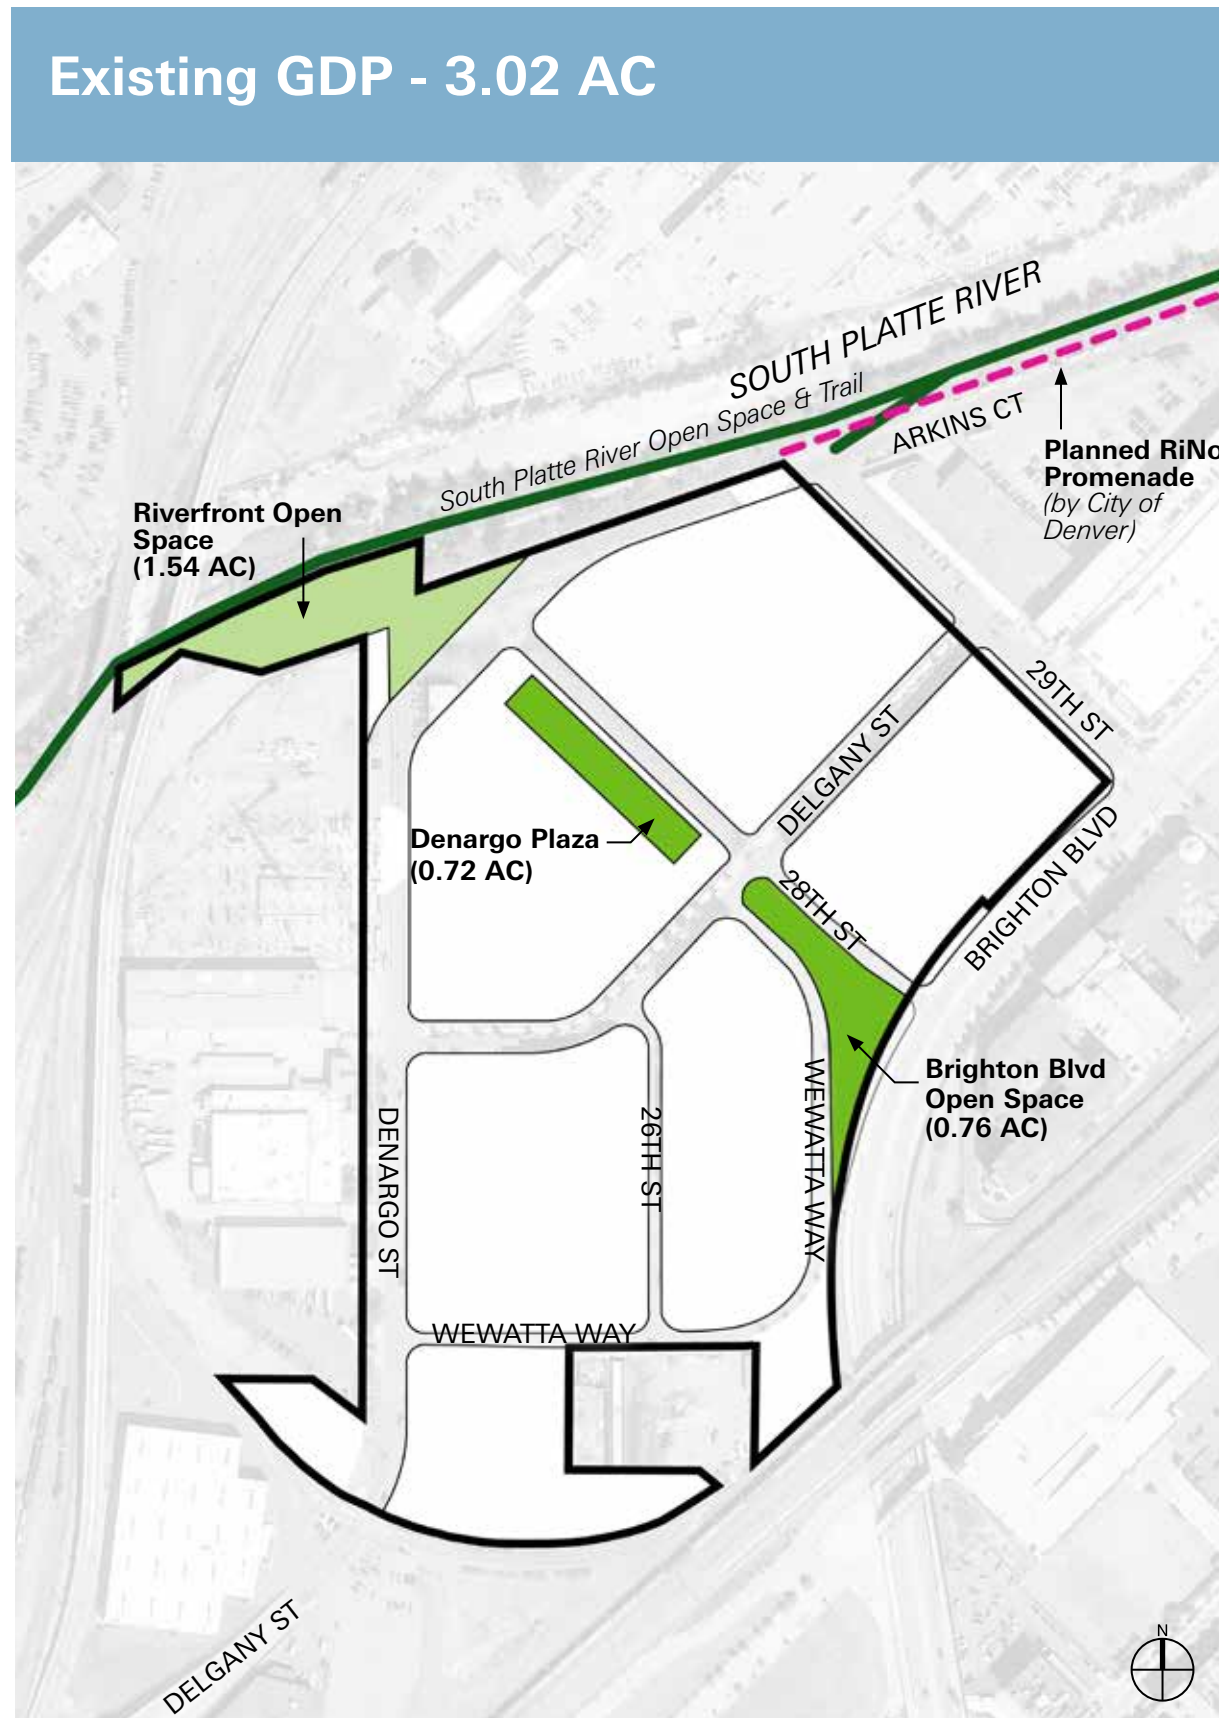 Existing GDP - 3.02 AC
SOUTH PLATTE RIVER
South Platte River Open Space & Trail
ARKINS CT
Planned RiNo
Promenade
(by City of
Denver)
Riverfront Open
Space
(1.54 AC)
29TH ST
DELGANY ST
Denargo Plaza
(0.72 AC)
28TH ST
BRIGHTON BLVD
Brighton Blvd
Open Space
(0.76 AC)
DENARGO ST
26TH ST
WEWATTA WAY
WEWATTA WAY
DELGANY ST
N